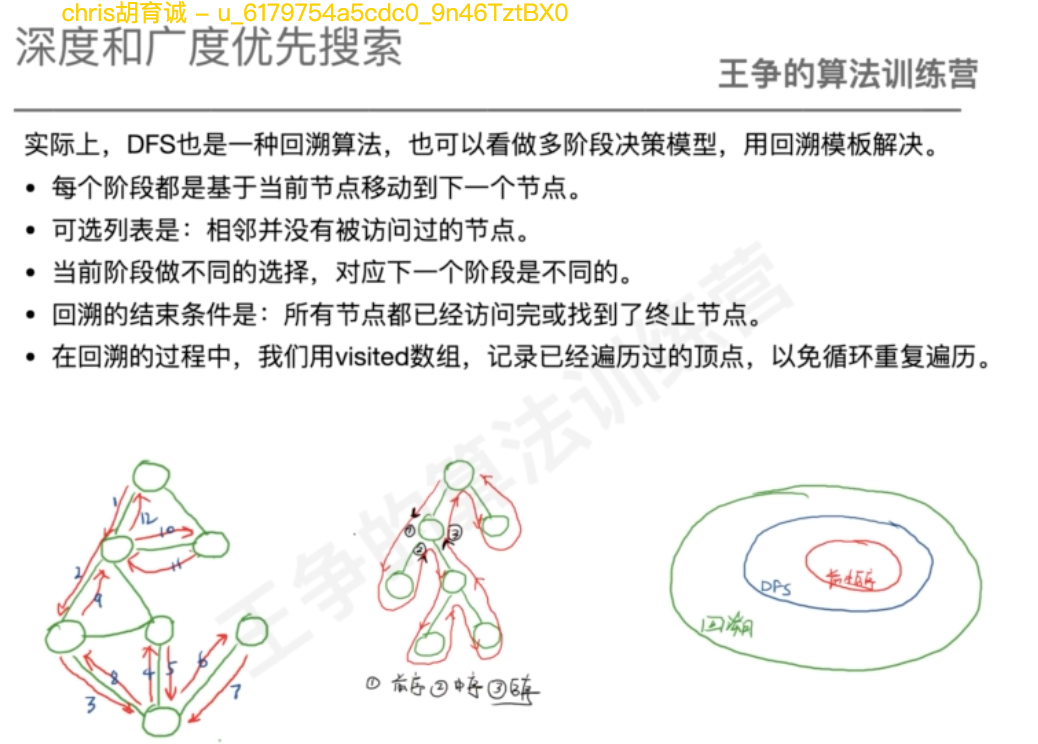 chris胡育诚 - u_6179754a5cdc0_9n46TztBX0
深度和广度优先搜索
王争的算法训练营
实际上，DFS也是一种回溯算法，也可以看做多阶段决策模型，用回溯模板解决。
• 每个阶段都是基于当前节点移动到下一个节点。
• 可选列表是：相邻并没有被访问过的节点。
• 当前阶段做不同的选择，对应下一个阶段是不同的。
• 回溯的结束条件是：所有节点都已经访问完或找到了终止节点。
• 在回溯的过程中，我们用visited数组，记录已经遍历过的顶点，以免循环重复遍历。
王争的算法训练营
1
12
10
11
2
9
8
4
5
6
3
7
①
②
③
①前序②中序③后序
DFS
回溯